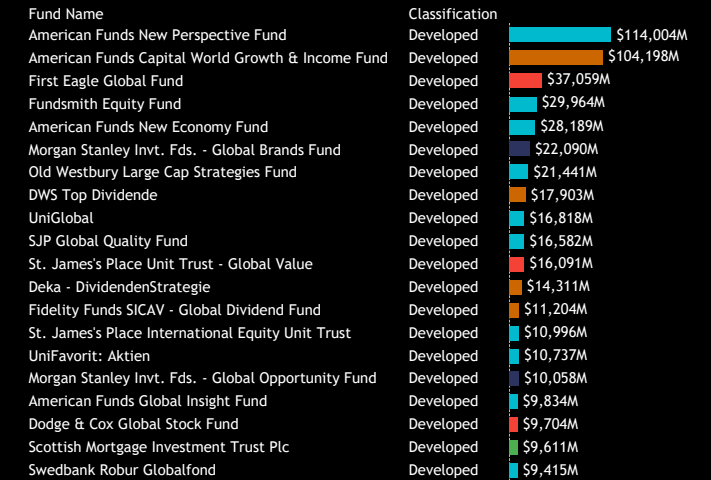 Fund Name Classification
American Funds New Perspective Fund Developed $114,004M
American Funds Capital World Growth & Income Fund Developed $104,198M
First Eagle Global Fund Developed $37,059M
Fundsmith Equity Fund Developed $29,964M
American Funds New Economy Fund Developed $28,189M
Morgan Stanley Invt. Fds. - Global Brands Fund Developed $22,090M
Old Westbury Large Cap Strategies Fund Developed $21,441M
DWS Top Dividende Developed $17,903M
UniGlobal Developed $16,818M
SJP Global Quality Fund Developed $16,582M
St. James's Place Unit Trust - Global Value Developed $16,091M
Deka - DividendenStrategie Developed $14,311M
Fidelity Funds SICAV - Global Dividend Fund Developed $11,204M
St. James's Place International Equity Unit Trust Developed $10,996M
UniFavorit: Aktien Developed $10,737M
Morgan Stanley Invt. Fds. - Global Opportunity Fund Developed $10,058M
American Funds Global Insight Fund Developed $9,834M
Dodge & Cox Global Stock Fund Developed $9,704M
Scottish Mortgage Investment Trust Plc Developed $9,611M
Swedbank Robur Globalfond Developed $9,415M